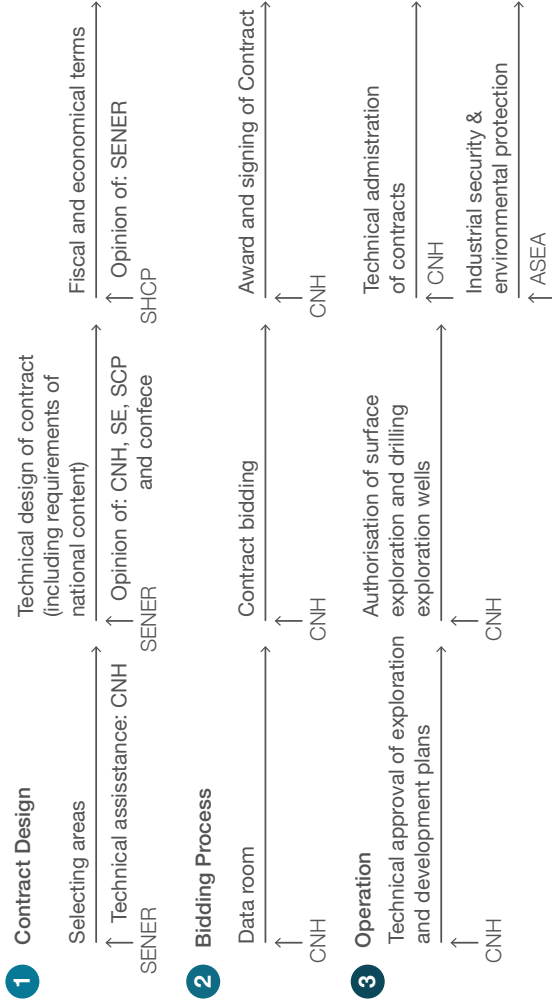 1 Contract Design
Selecting areas
Technical assisstance: CNH
SENER
Technical design of contract
(including requirements of
national content)
Opinion of: CNH, SE, SCP
and confece
SENER
Fiscal and economical terms
Opinion of: SENER
SHCP
2 Bidding Process
Data room
CNH
Contract bidding
CNH
Award and signing of Contract
CNH
3 Operation
Technical approval of exploration
and development plans
CNH
Authorisation of surface
exploration and drilling
exploration wells
CNH
Technical admistration
of contracts
CNH
Industrial security &
environmental protection
ASEA